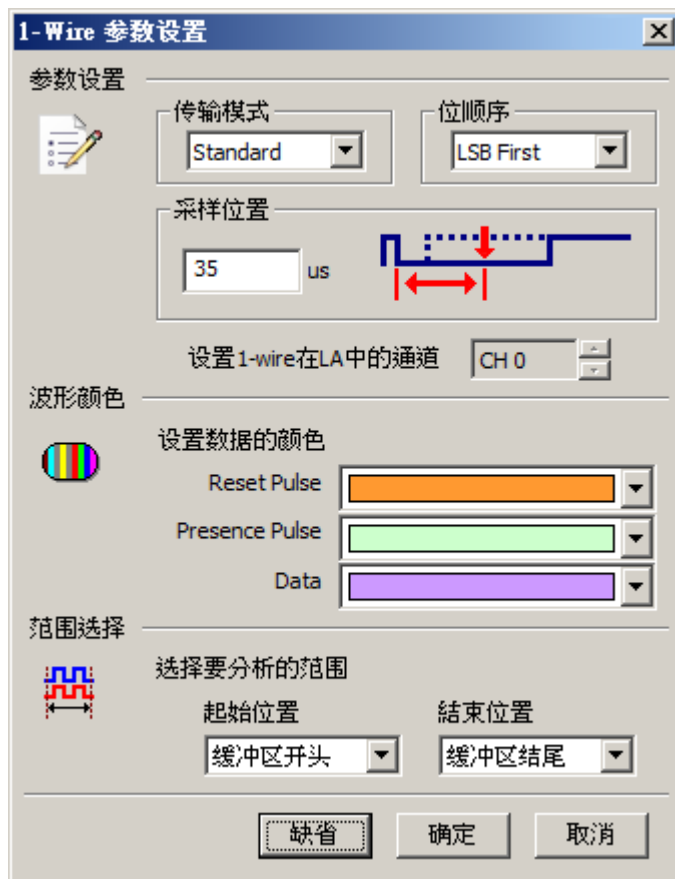 1-Wire 参数设置
参数设置
传输模式
位顺序
Standard
LSB First
采样位置
35 us
设置1-wire在LA中的通道 CH 0
波形颜色
设置数据的颜色
Reset Pulse
Presence Pulse
Data
范围选择
选择要分析的范围
起始位置
結束位置
缓冲区开头
缓冲区结尾
缺省
确定
取消